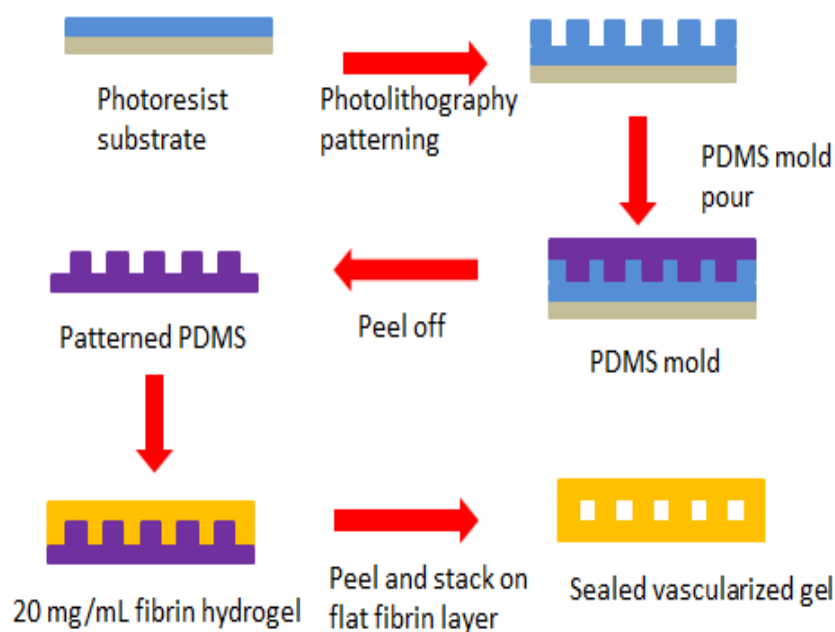 Photoresist
substrate
Photolithography
patterning
PDMS mold
pour
PDMS mold
Peel off
Patterned PDMS
20 mg/mL fibrin hydrogel
Peel and stack on
flat fibrin layer
Sealed vascularized gel